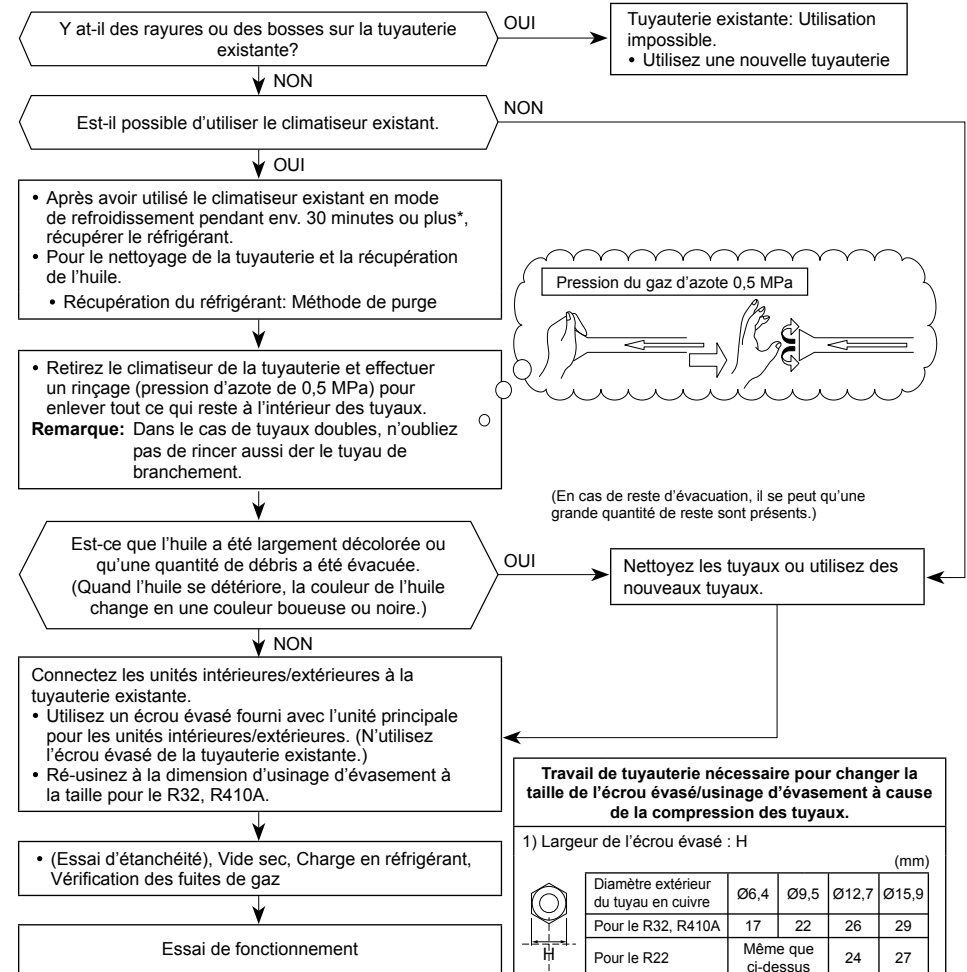 Y at-il des rayures ou des bosses sur la tuyauterie
existante?
OUI
Tuyauterie existante: Utilisation
impossible.
• Utilisez une nouvelle tuyauterie
NON
Est-il possible d'utiliser le climatiseur existant.
NON
OUI
• Après avoir utilisé le climatiseur existant en mode
de refroidissement pendant env. 30 minutes ou plus*,
récupérer le réfrigérant.
• Pour le nettoyage de la tuyauterie et la récupération
de l'huile.
• Récupération du réfrigérant: Méthode de purge
Pression du gaz d'azote 0,5 MPa
• Retirez le climatiseur de la tuyauterie et effectuer
un rinçage (pression d'azote de 0,5 MPa) pour
enlever tout ce qui reste à l'intérieur des tuyaux.
Remarque: Dans le cas de tuyaux doubles, n'oubliez
pas de rincer aussi der le tuyau de
branchement.
(En cas de reste d'évacuation, il se peut qu'une
grande quantité de reste sont présents.)
Est-ce que l'huile a été largement décolorée ou
qu'une quantité de débris a été évacuée.
(Quand l'huile se détériore, la couleur de l'huile
change en une couleur boueuse ou noire.)
OUI
Nettoyez les tuyaux ou utilisez des
nouveaux tuyaux.
NON
Connectez les unités intérieures/extérieures à la
tuyauterie existante.
• Utilisez un écrou évasé fourni avec l'unité principale
pour les unités intérieures/extérieures. (N'utilisez
l'écrou évasé de la tuyauterie existante.)
• Ré-usinez à la dimension d'usinage d'évasement à
la taille pour le R32, R410A.
• (Essai d'étanchéité), Vide sec, Charge en réfrigérant,
Vérification des fuites de gaz
Essai de fonctionnement
Travail de tuyauterie nécessaire pour changer la
taille de l'écrou évasé/usinage d'évasement à cause
de la compression des tuyaux.
1) Largeur de l'écrou évasé : H
(mm)
Diamètre extérieur
du tuyau en cuivre
Ø6,4 Ø9,5 Ø12,7 Ø15,9
Pour le R32, R410A 17 22 26 29
H
Pour le R22
Même que
ci-dessus
24 27